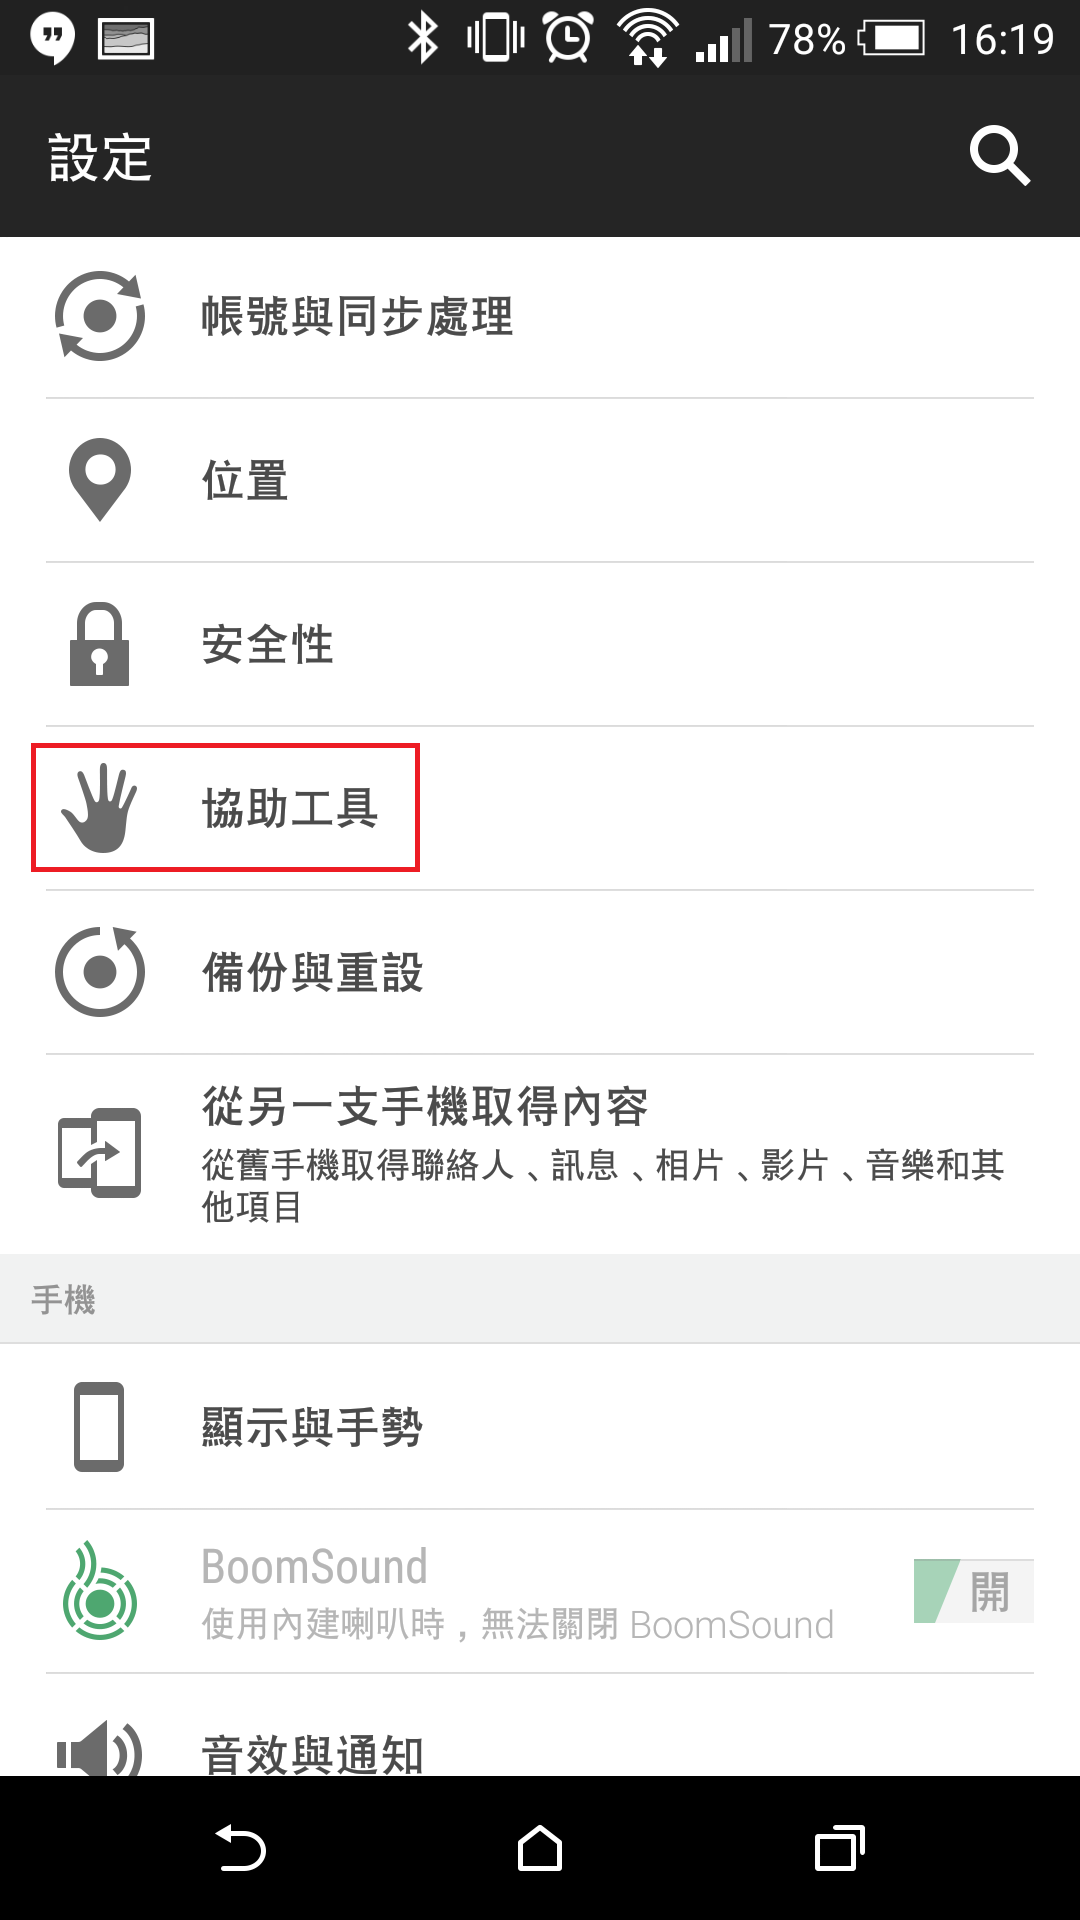 78% 16:19
設定
帳號與同步處理
位置
安全性
協助工具
備份與重設
從另一支手機取得內容
從舊手機取得聯絡人、訊息、相片、影片、音樂和其
他項目
手機
顯示與手勢
BoomSound
使用內建喇叭時，無法關閉 BoomSound
開
音效與通知